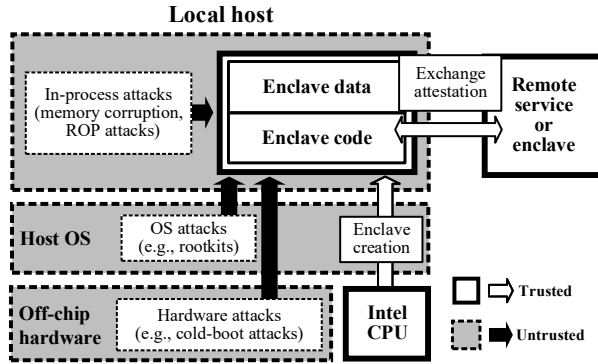 Local host
In-process attacks
(memory corruption,
ROP attacks)
Enclave data
Enclave code
Exchange
attestation
Remote
service
or
enclave
Host OS
OS attacks
(e.g., rootkits)
Enclave
creation
Off-chip
hardware
Hardware attacks
(e.g., cold-boot attacks)
Intel
CPU
Trusted
Untrusted